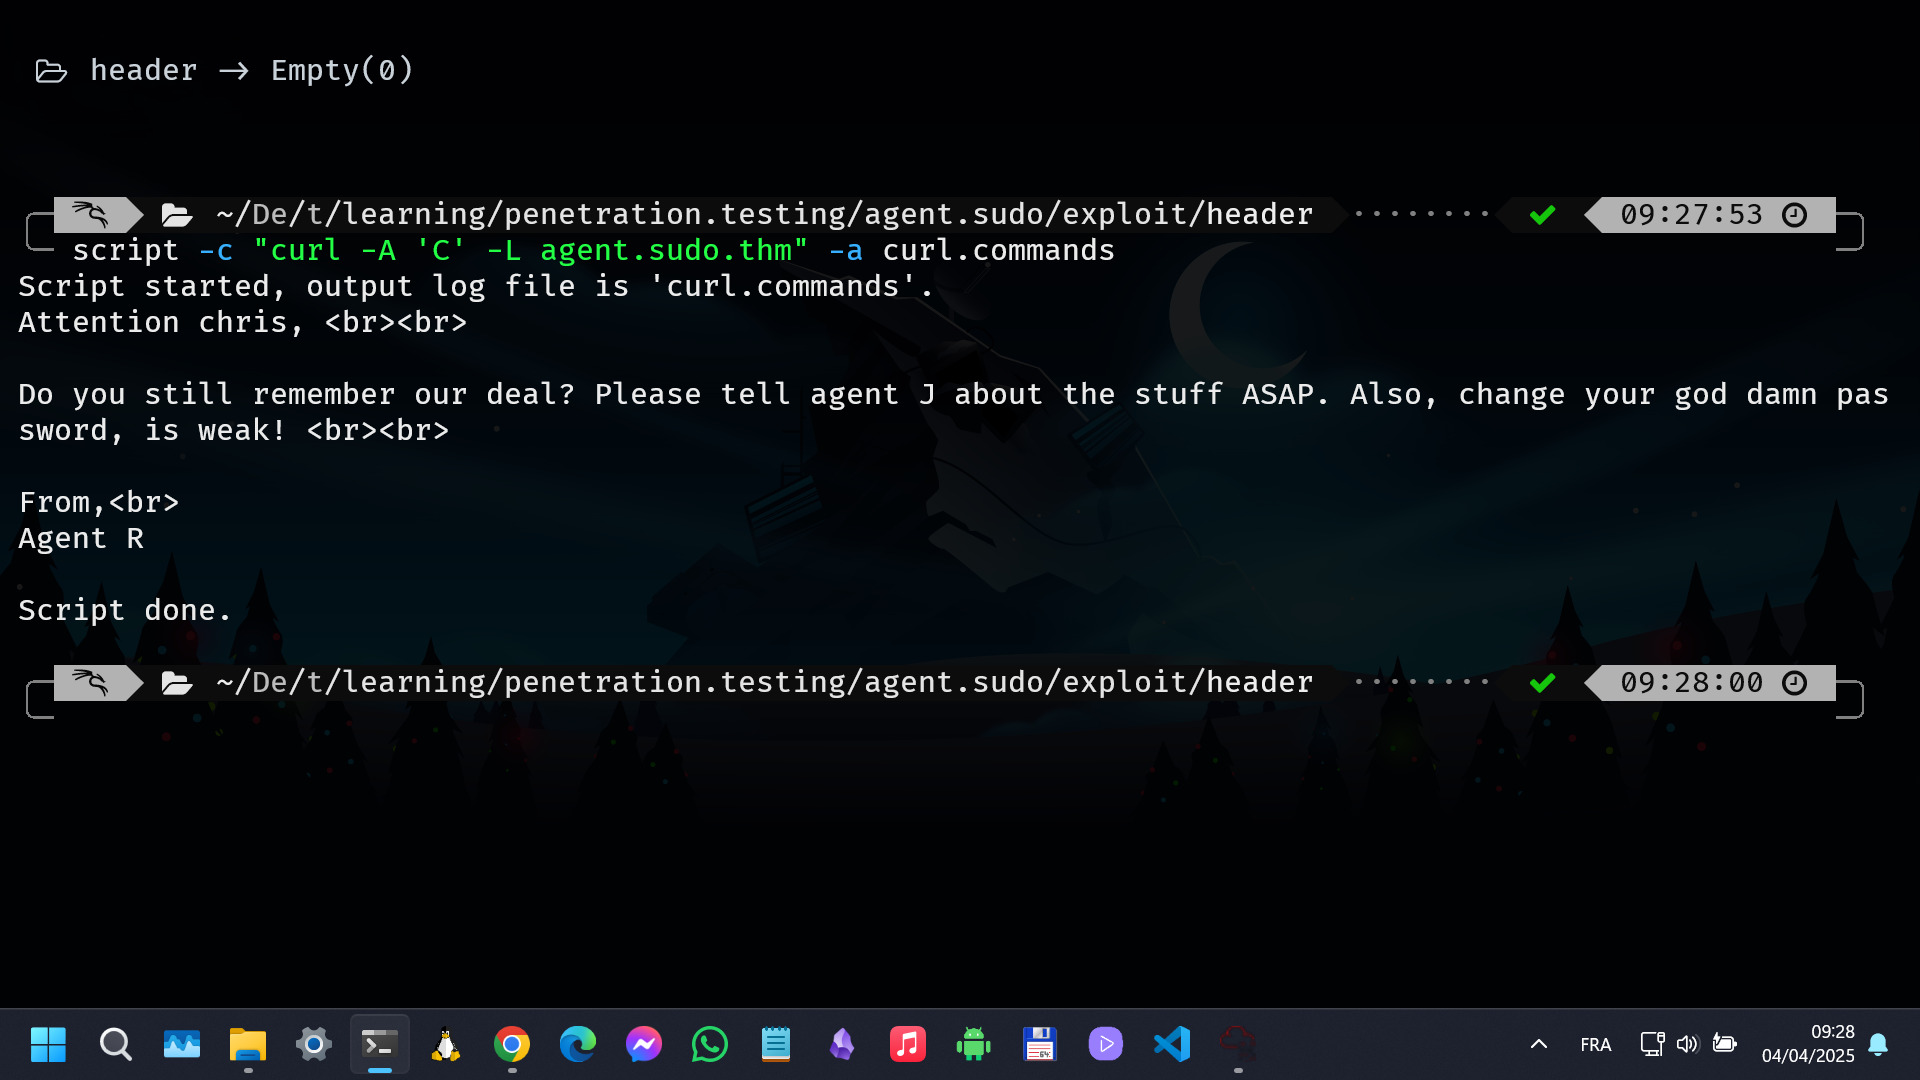 header → Empty(0)
~/De/t/learning/penetration.testing/agent.sudo/exploit/header ········ ✔ 09:27:53
script -c "curl -A 'C' -L agent.sudo.thm" -a curl.commands
Script started, output log file is 'curl.commands'.
Attention chris, <br><br>
Do you still remember our deal? Please tell agent J about the stuff ASAP. Also, change your god damn pas
sword, is weak! <br><br>
From,<br>
Agent R
Script done.
~/De/t/learning/penetration.testing/agent.sudo/exploit/header ········ ✔ 09:28:00
64
FRA
09:28
04/04/2025